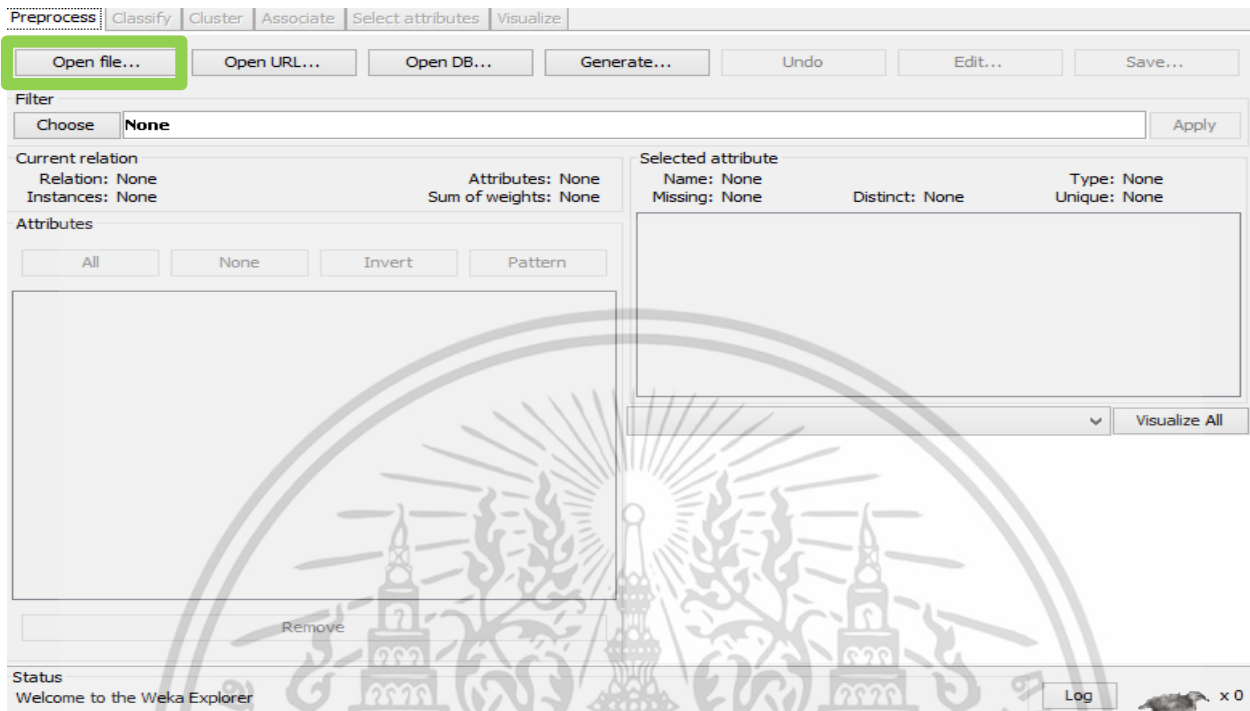 Preprocess Classify Cluster Associate Select attributes Visualize
Open file... Open URL... Open DB... Generate... Undo Edit... Save...
Filter
Choose None Apply
Current relation
Relation: None Attributes: None
Instances: None Sum of weights: None
Selected attribute
Name: None Type: None
Missing: None Distinct: None Unique: None
Attributes
All None Invert Pattern
Visualize All
Remove
Status
Welcome to the Weka Explorer
Log x 0